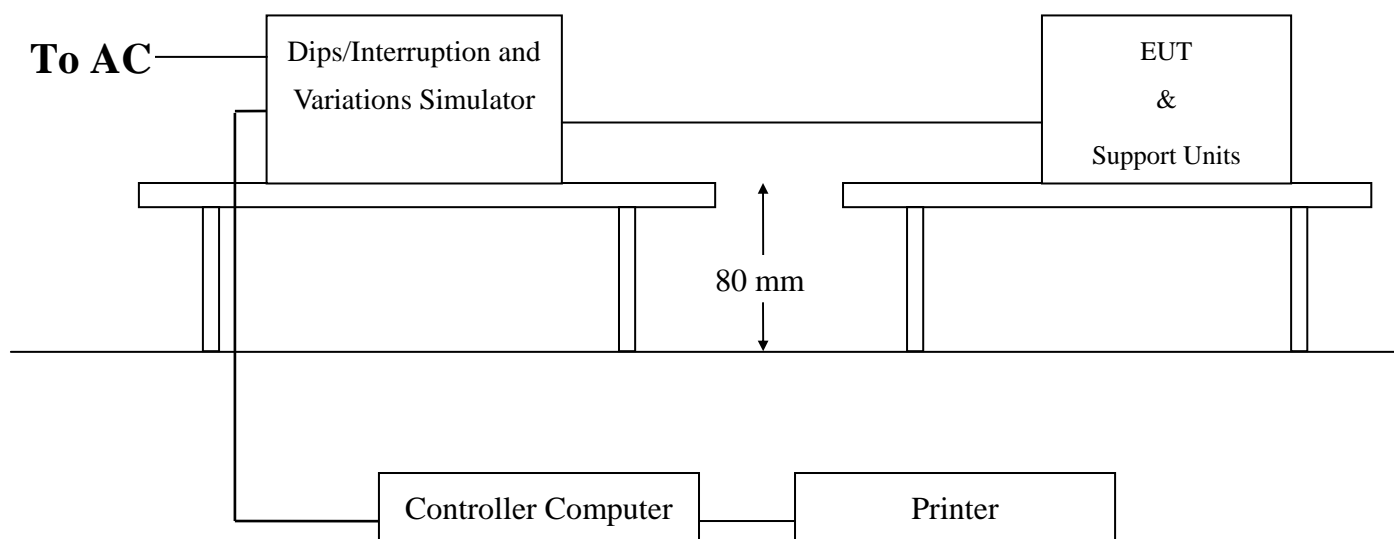 To AC
Dips/Interruption and
Variations Simulator
EUT
&
Support Units
80 mm
Controller Computer
Printer